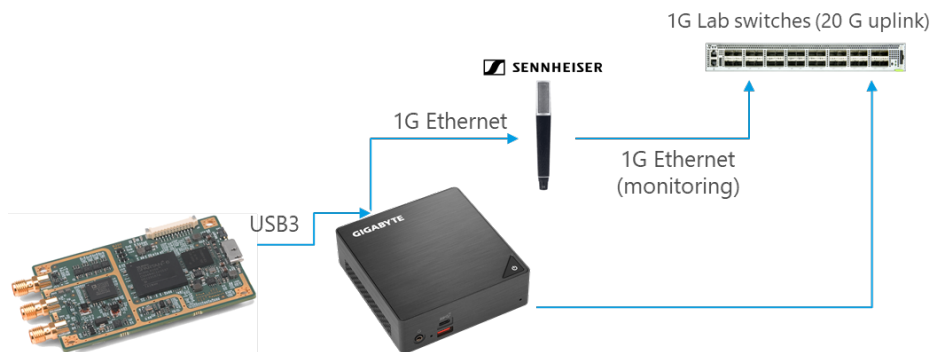 1G Lab switches (20 G uplink)
SENNHEISER
1G Ethernet
1G Ethernet
(monitoring)
USB3
GIGABYTE